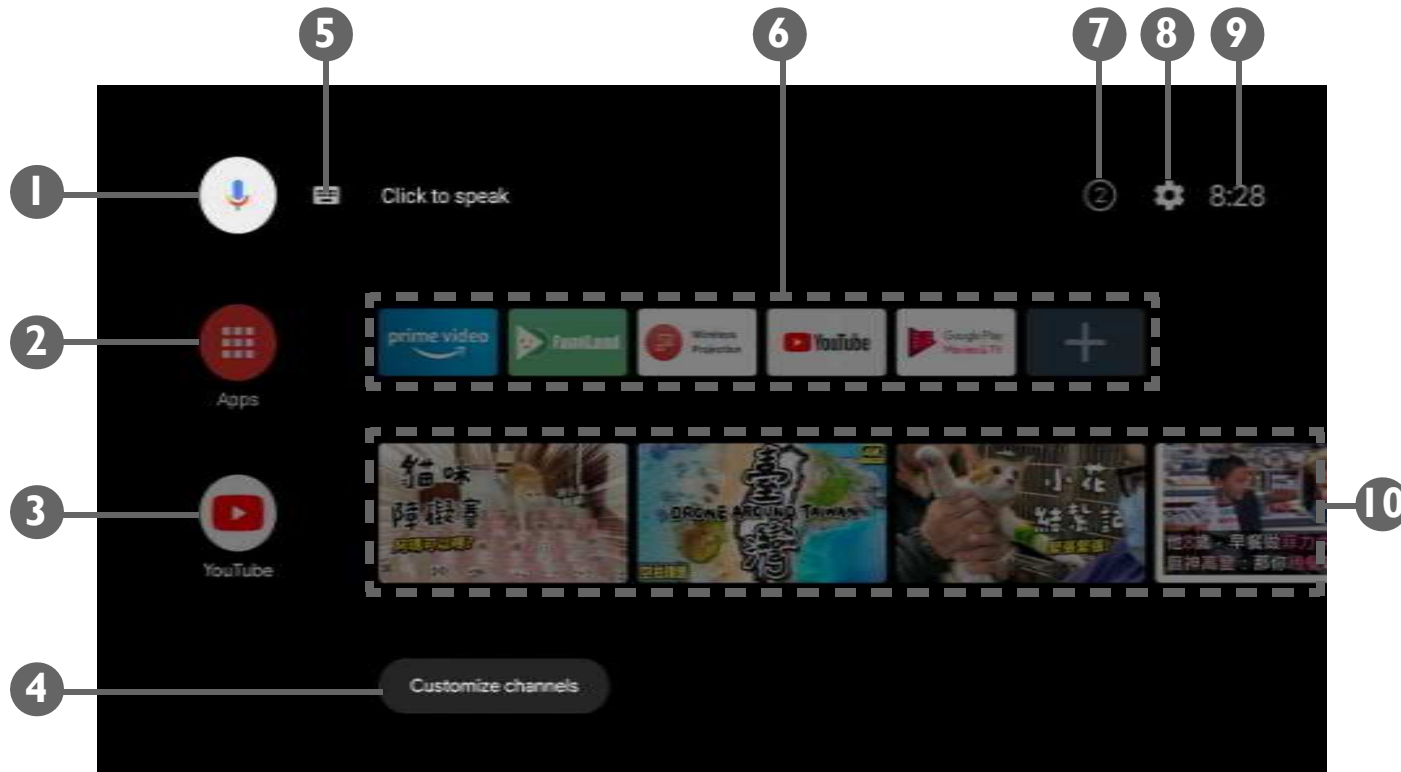 5 6 7 8 9
1
Click to speak
2
8:28
2
prime video
Wireless Projection
YouTube
Google Play Movies & TV
Apps
貓咪
障礙賽
4K
DRONE AROUND TAIWAN
小花
3
10
YouTube
4
Customize channels